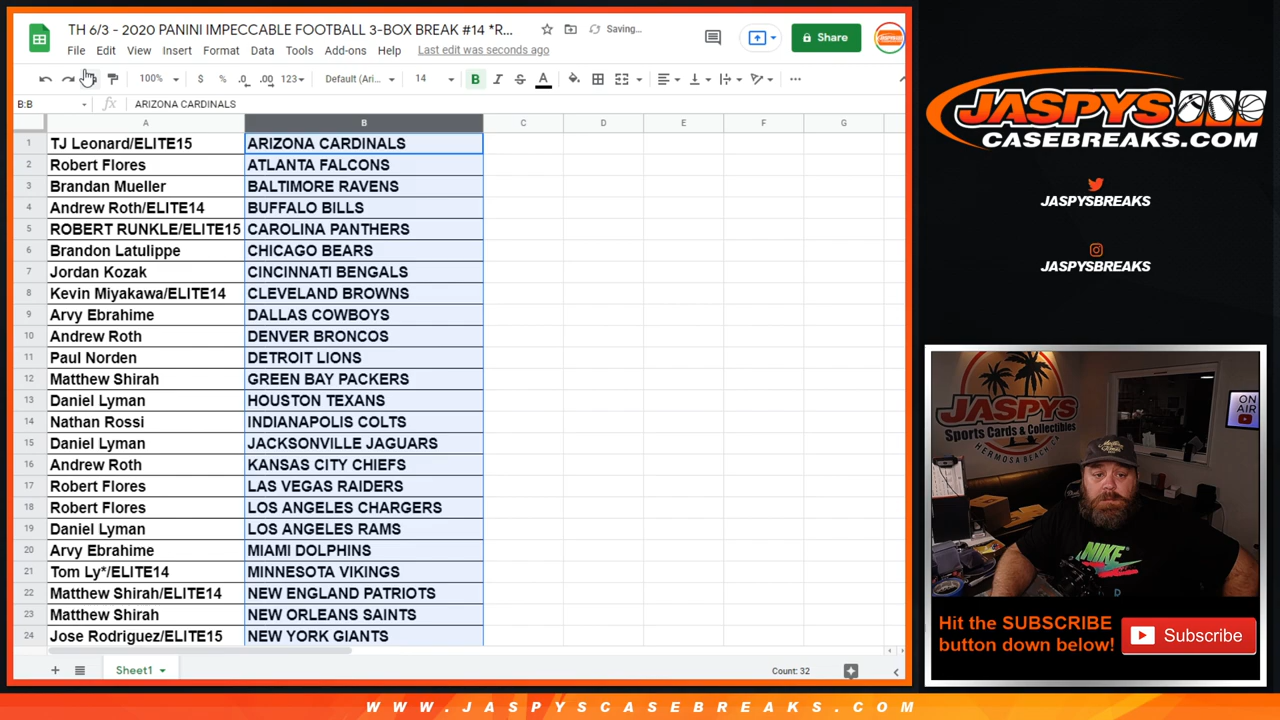 TH 6/3 - 2020 PANINI IMPECCABLE FOOTBALL 3-BOX BREAK #14 *R...
Saving...
Share
File Edit View Insert Format Data Tools Add-ons Help Last edit was seconds ago
100% $ % .0 .00 123 Default (Ari... 14 B I S A
B:B fx ARIZONA CARDINALS
A B C D E F G
1 TJ Leonard/ELITE15 ARIZONA CARDINALS
2 Robert Flores ATLANTA FALCONS
3 Brandan Mueller BALTIMORE RAVENS
4 Andrew Roth/ELITE14 BUFFALO BILLS
5 ROBERT RUNKLE/ELITE15 CAROLINA PANTHERS
6 Brandon Latulippe CHICAGO BEARS
7 Jordan Kozak CINCINNATI BENGALS
8 Kevin Miyakawa/ELITE14 CLEVELAND BROWNS
9 Arvy Ebrahime DALLAS COWBOYS
10 Andrew Roth DENVER BRONCOS
11 Paul Norden DETROIT LIONS
12 Matthew Shirah GREEN BAY PACKERS
13 Daniel Lyman HOUSTON TEXANS
14 Nathan Rossi INDIANAPOLIS COLTS
15 Daniel Lyman JACKSONVILLE JAGUARS
16 Andrew Roth KANSAS CITY CHIEFS
17 Robert Flores LAS VEGAS RAIDERS
18 Robert Flores LOS ANGELES CHARGERS
19 Daniel Lyman LOS ANGELES RAMS
20 Arvy Ebrahime MIAMI DOLPHINS
21 Tom Ly*/ELITE14 MINNESOTA VIKINGS
22 Matthew Shirah/ELITE14 NEW ENGLAND PATRIOTS
23 Matthew Shirah NEW ORLEANS SAINTS
24 Jose Rodriguez/ELITE15 NEW YORK GIANTS
Sheet1
Count: 32
JASPYS
CASEBREAKS.COM
JASPYSBREAKS
JASPYSBREAKS
JASPYS
Sports Cards & Collectibles
HERMOSA BEACH, CA
ON
AIR
NIKE
Hit the SUBSCRIBE
button down below!
Subscribe
WWW.JASPYSCASEBREAKS.COM